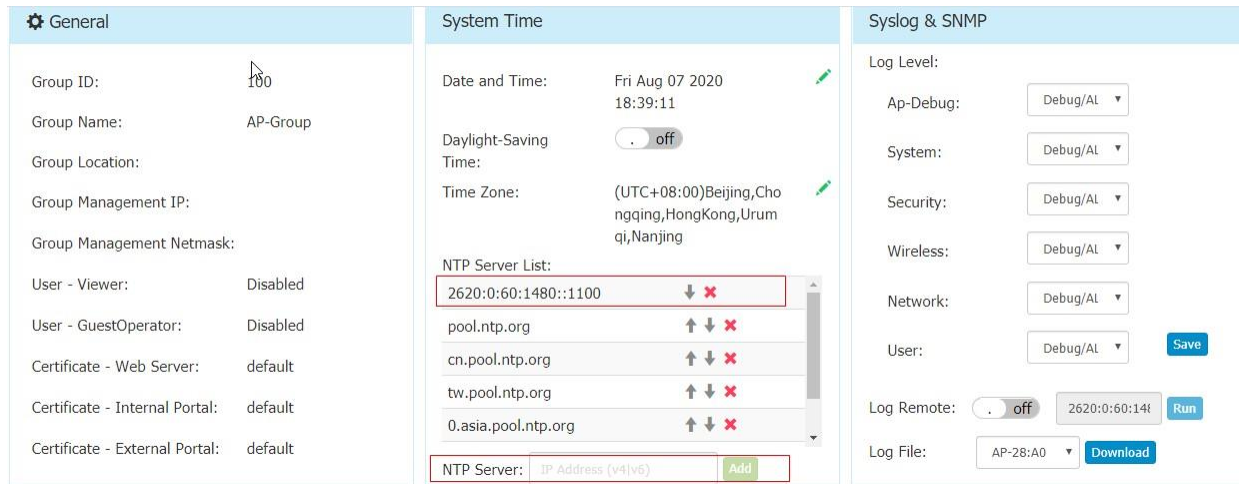 General
Group ID: 100
Group Name: AP-Group
Group Location:
Group Management IP:
Group Management Netmask:
User - Viewer: Disabled
User - GuestOperator: Disabled
Certificate - Web Server: default
Certificate - Internal Portal: default
Certificate - External Portal: default
System Time
Date and Time: Fri Aug 07 2020
18:39:11
Daylight-Saving
Time: off
Time Zone: (UTC+08:00)Beijing,Cho
ngqing,HongKong,Urum
qi,Nanjing
NTP Server List:
2620:0:60:1480::1100
pool.ntp.org
cn.pool.ntp.org
tw.pool.ntp.org
0.asia.pool.ntp.org
NTP Server: IP Address (v4|v6) Add
Syslog & SNMP
Log Level:
Ap-Debug: Debug/AL
System: Debug/AL
Security: Debug/AL
Wireless: Debug/AL
Network: Debug/AL
User: Debug/AL Save
Log Remote: . off 2620:0:60:148 Run
Log File: AP-28:A0 Download